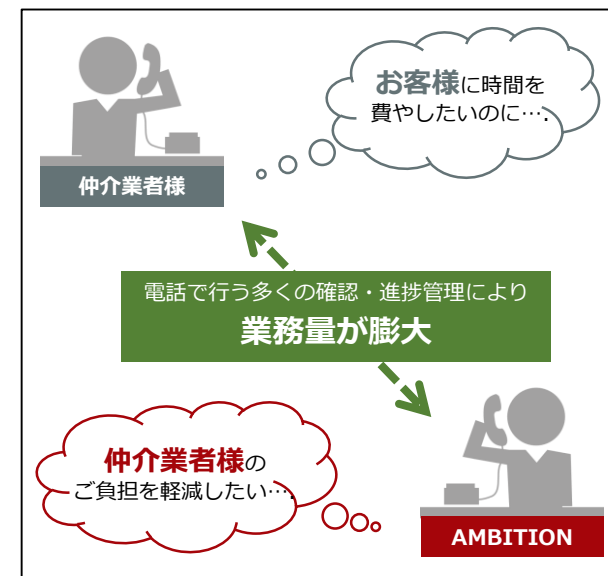 お客様に時間を
費やしたいのに….
仲介業者様
電話で行う多くの確認・進捗管理により
業務量が膨大
仲介業者様の
ご負担を軽減したい….
AMBITION